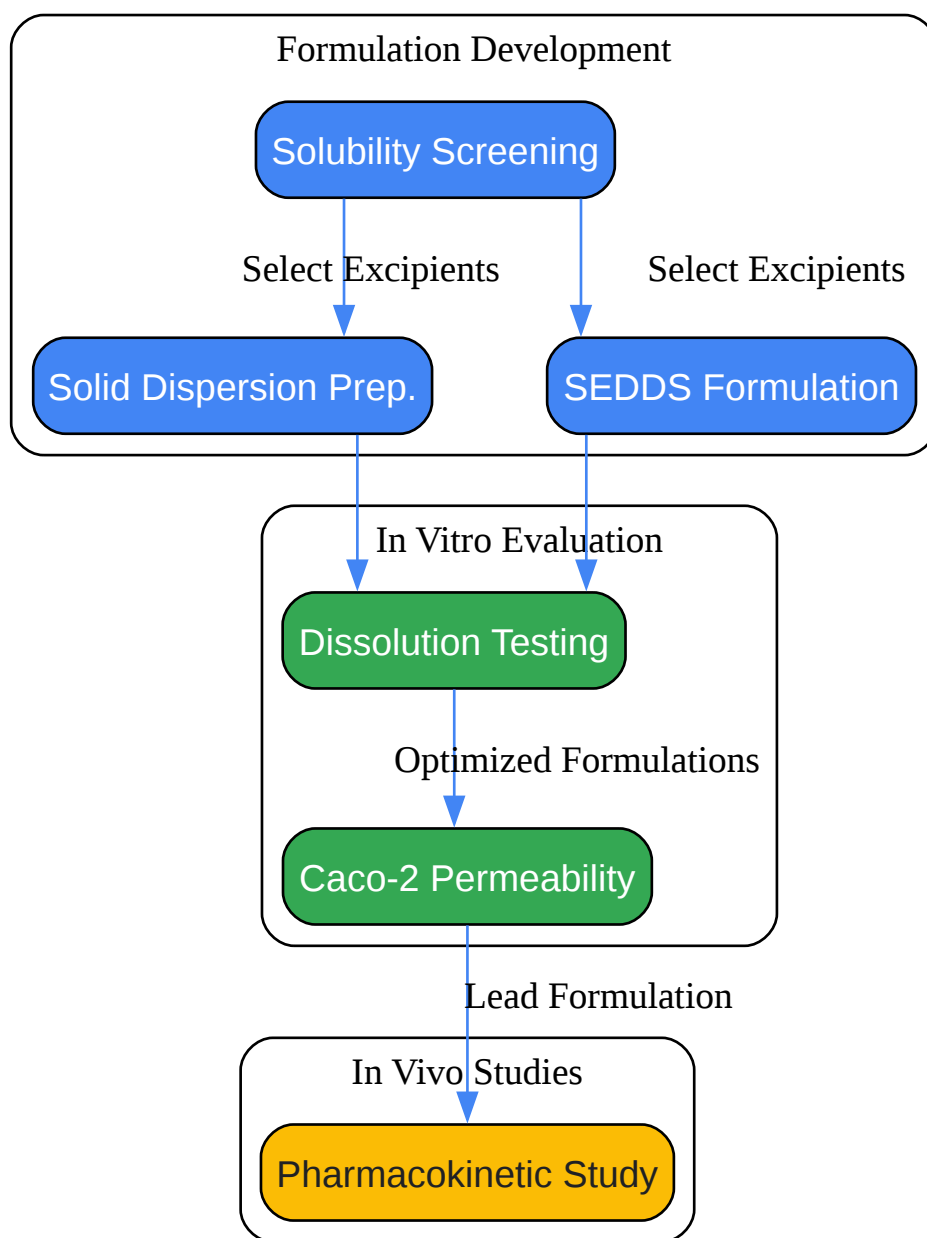 Formulation Development
Solubility Screening
Select Excipients
Select Excipients
Solid Dispersion Prep.
SEDDS Formulation
In Vitro Evaluation
Dissolution Testing
Optimized Formulations
Caco-2 Permeability
Lead Formulation
In Vivo Studies
Pharmacokinetic Study